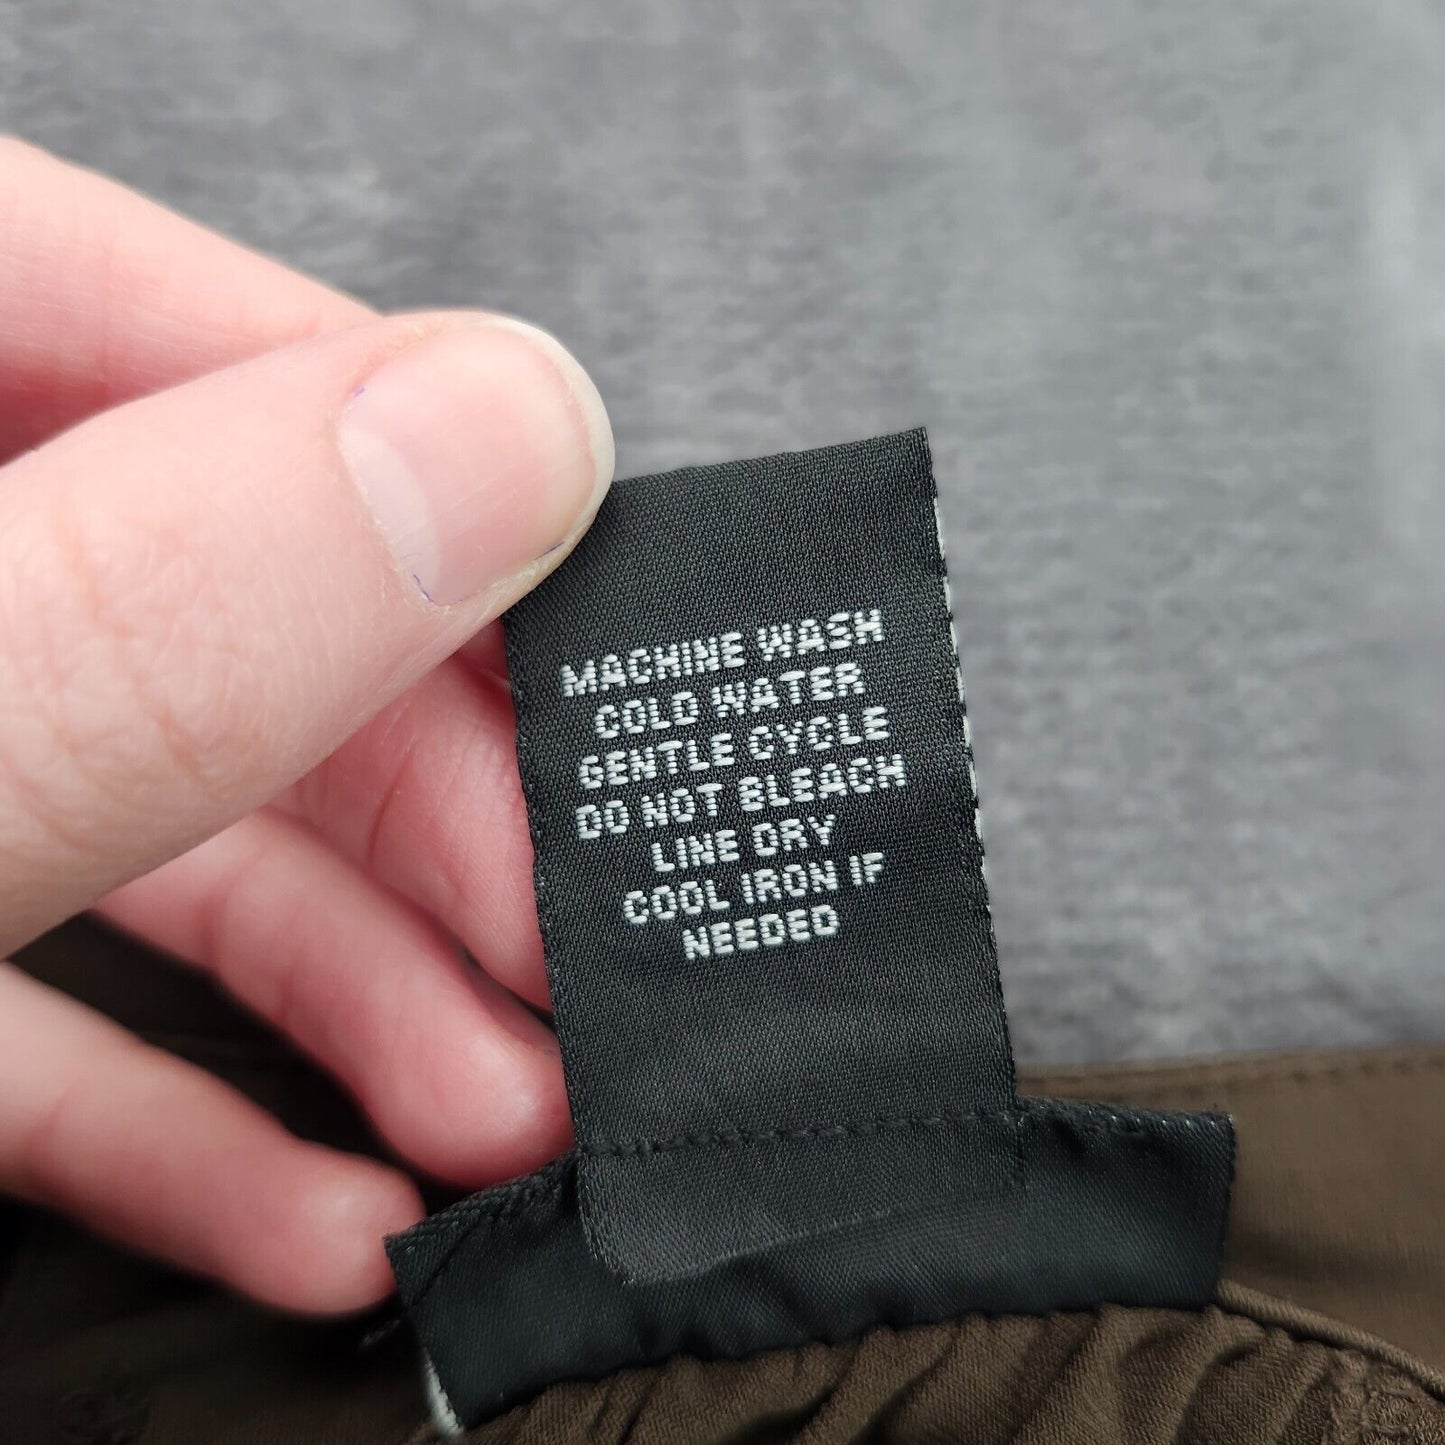 MACHINE WASH
COLD WATER
GENTLE CYCLE
DO NOT BLEACH
LINE DRY
COOL IRON IF
NEEDED